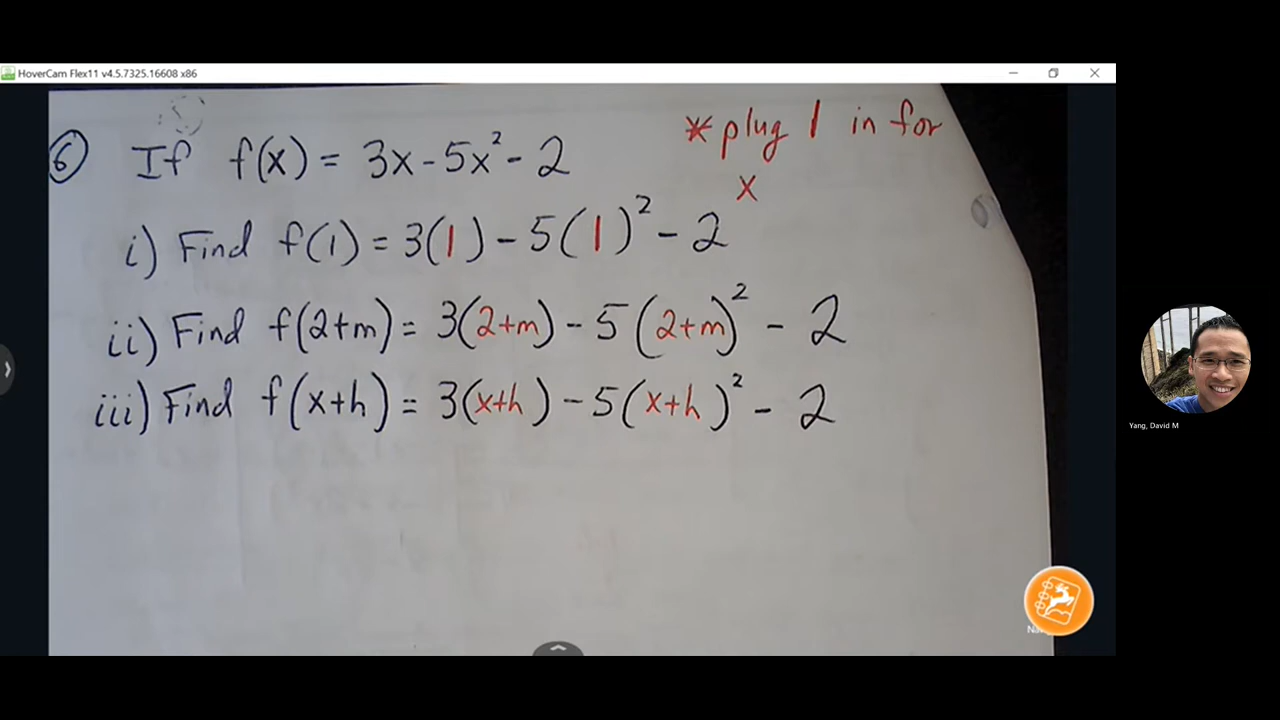 HoverCam Flex11 v4.5.7325.16608 x86
⑥ If f(x) = 3x - 5x² - 2
* plug 1 in for
x
i) Find f(1) = 3(1) - 5(1)² - 2
ii) Find f(2+m) = 3(2+m) - 5(2+m)² - 2
iii) Find f(x+h) = 3(x+h) - 5(x+h)² - 2
Yang, David M